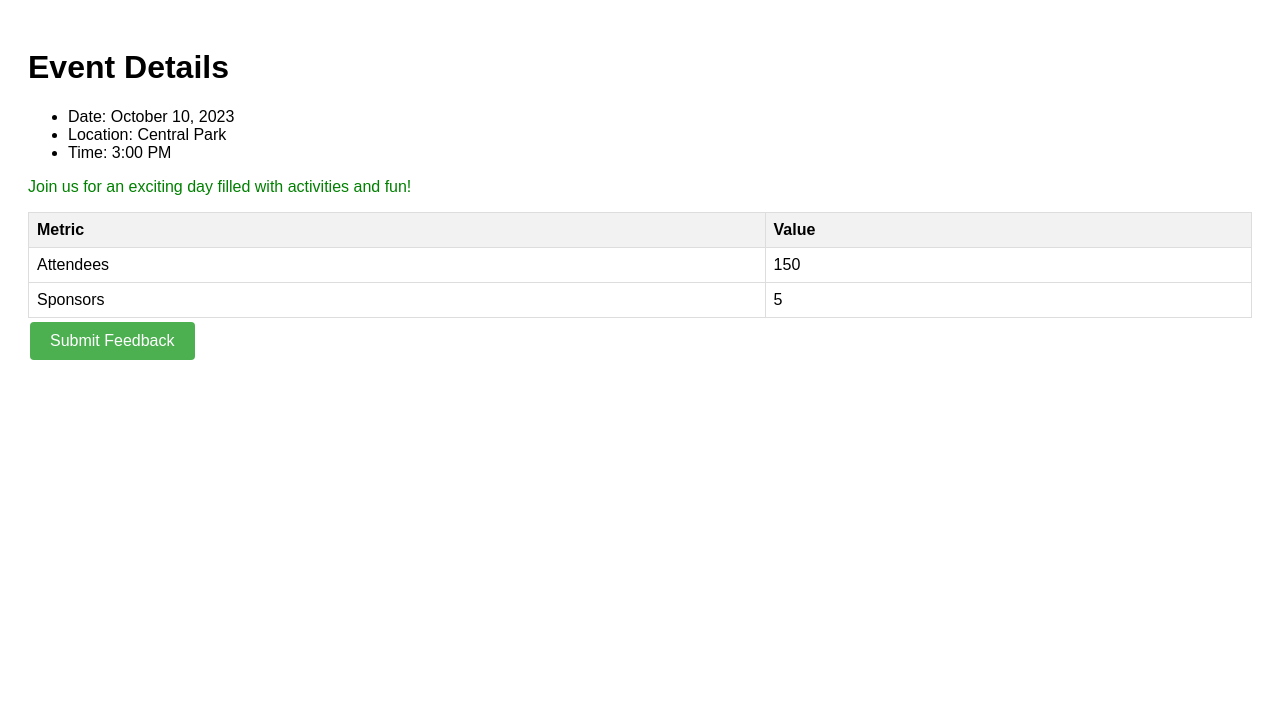 Event Details
Date: October 10, 2023
Location: Central Park
Time: 3:00 PM
Join us for an exciting day filled with activities and fun!
Metric Value
Attendees 150
Sponsors 5
Submit Feedback